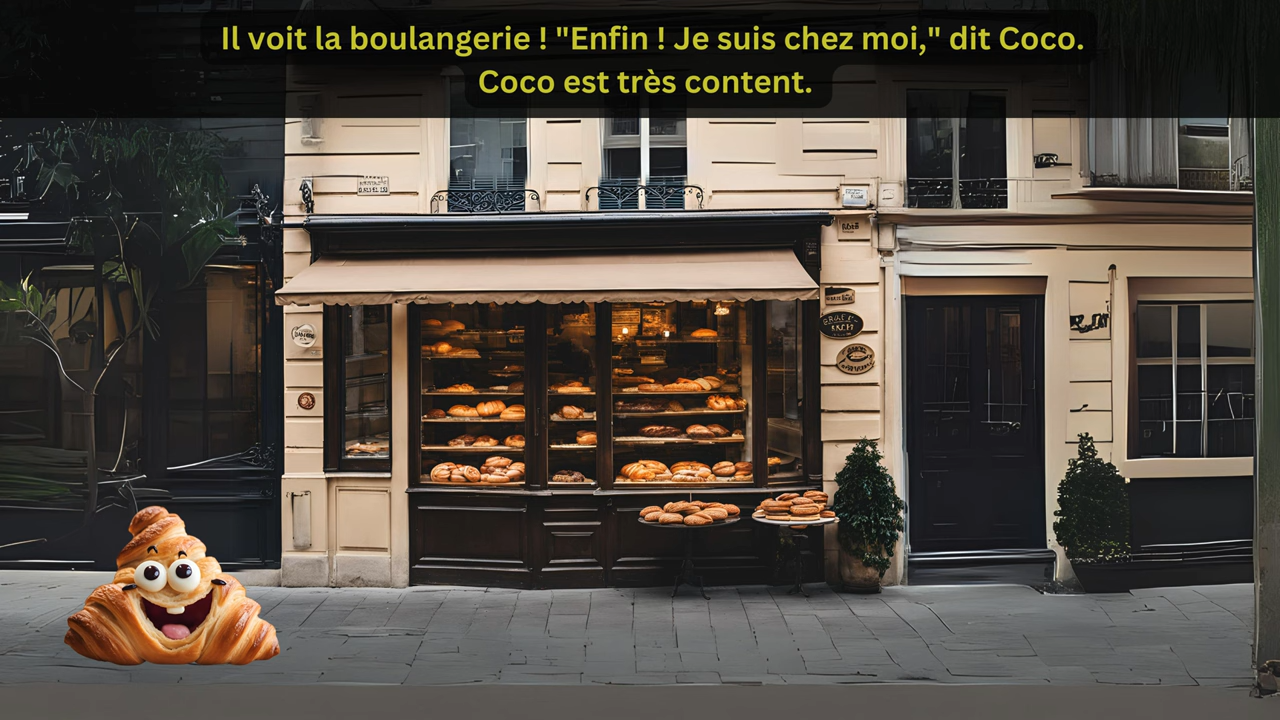 Il voit la boulangerie ! "Enfin ! Je suis chez moi," dit Coco.
Coco est très content.